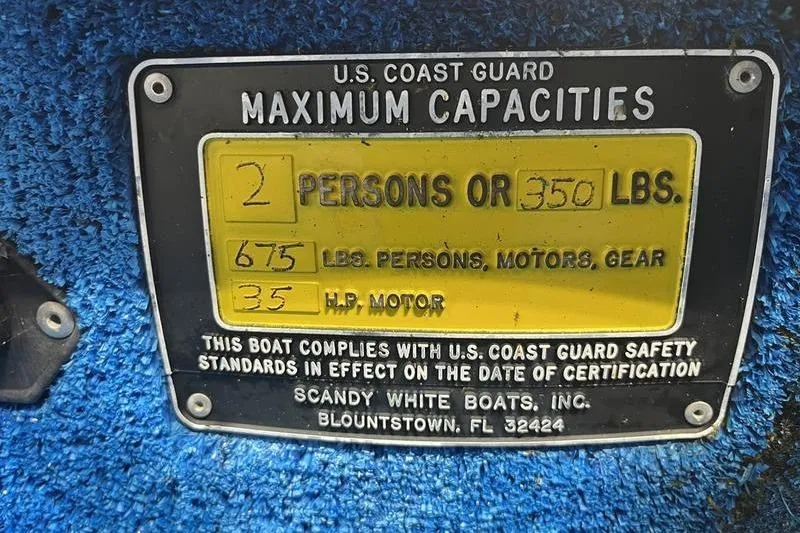 U.S. COAST GUARD
MAXIMUM CAPACITIES
2 PERSONS OR 350 LBS.
675 LBS. PERSONS, MOTORS, GEAR
35 H.P. MOTOR
THIS BOAT COMPLIES WITH U.S. COAST GUARD SAFETY
STANDARDS IN EFFECT ON THE DATE OF CERTIFICATION
SCANDY WHITE BOATS, INC.
BLOUNTSTOWN, FL 32424